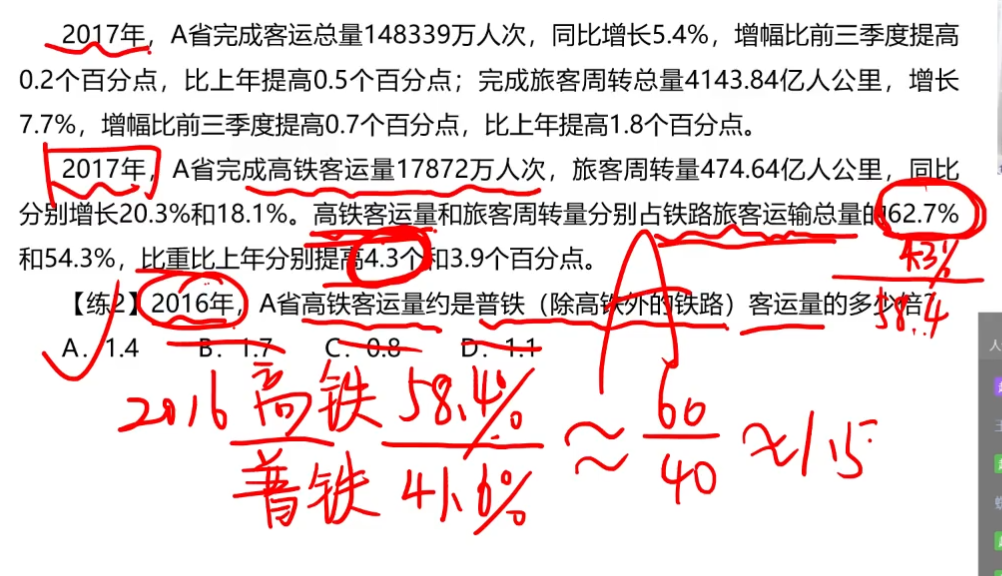 2017年，A省完成客运总量148339万人次，同比增长5.4%，增幅比前三季度提高
0.2个百分点，比上年提高0.5个百分点；完成旅客周转总量4143.84亿人公里，增长
7.7%，增幅比前三季度提高0.7个百分点，比上年提高1.8个百分点。
2017年，A省完成高铁客运量17872万人次，旅客周转量474.64亿人公里，同比
分别增长20.3%和18.1%。高铁客运量和旅客周转量分别占铁路旅客运输总量的62.7%
和54.3%，比重比上年分别提高4.3个和3.9个百分点。
4.3%
58.4
【练2】2016年，A省高铁客运量约是普铁（除高铁外的铁路）客运量的多少倗？
A．1.4 B．1.7 C．0.8 D．1.1
2016 高铁 58.4% ≈ 60 ≈1.5
普铁 41.6% 40
人